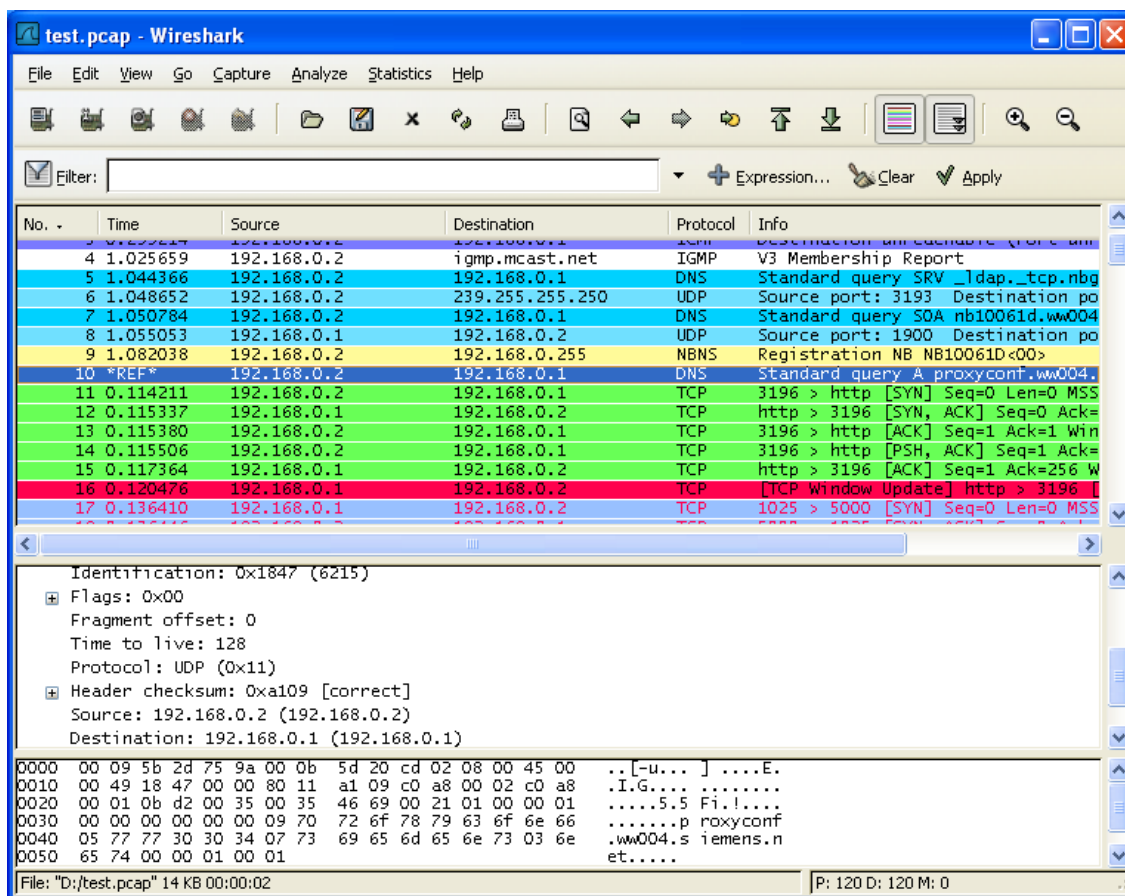 test.pcap - Wireshark
File Edit View Go Capture Analyze Statistics Help
Filter: Expression... Clear Apply
No. Time Source Destination Protocol Info
3 0.299214 192.168.0.2 192.168.0.1 ICMP Destination unreachable (Port unr
4 1.025659 192.168.0.2 igmp.mcast.net IGMP V3 Membership Report
5 1.044366 192.168.0.2 192.168.0.1 DNS Standard query SRV _ldap._tcp.nbg
6 1.048652 192.168.0.2 239.255.255.250 UDP Source port: 3193 Destination po
7 1.050784 192.168.0.2 192.168.0.1 DNS Standard query SOA nb10061d.ww004
8 1.055053 192.168.0.1 192.168.0.2 UDP Source port: 1900 Destination po
9 1.082038 192.168.0.2 192.168.0.255 NBNS Registration NB NB10061D<00>
10 *REF* 192.168.0.2 192.168.0.1 DNS Standard query A proxyconf.ww004.
11 0.114211 192.168.0.2 192.168.0.1 TCP 3196 > http [SYN] Seq=0 Len=0 MSS
12 0.115337 192.168.0.1 192.168.0.2 TCP http > 3196 [SYN, ACK] Seq=0 Ack=
13 0.115380 192.168.0.2 192.168.0.1 TCP 3196 > http [ACK] Seq=1 Ack=1 Win
14 0.115506 192.168.0.2 192.168.0.1 TCP 3196 > http [PSH, ACK] Seq=1 Ack=
15 0.117364 192.168.0.1 192.168.0.2 TCP http > 3196 [ACK] Seq=1 Ack=256 W
16 0.120476 192.168.0.1 192.168.0.2 TCP [TCP Window Update] http > 3196 [
17 0.136410 192.168.0.1 192.168.0.2 TCP 1025 > 5000 [SYN] Seq=0 Len=0 MSS
Identification: 0x1847 (6215)
Flags: 0x00
Fragment offset: 0
Time to live: 128
Protocol: UDP (0x11)
Header checksum: 0xa109 [correct]
Source: 192.168.0.2 (192.168.0.2)
Destination: 192.168.0.1 (192.168.0.1)
0000 00 09 5b 2d 75 9a 00 0b 5d 20 cd 02 08 00 45 00 ..[-u... ] ....E.
0010 00 49 18 47 00 00 80 11 a1 09 c0 a8 00 02 c0 a8 .I.G.... ........
0020 00 01 0b d2 00 35 00 35 46 69 00 21 01 00 00 01 .....5.5 Fi.!....
0030 00 00 00 00 00 00 09 70 72 6f 78 79 63 6f 6e 66 .......p roxyconf
0040 05 77 77 30 30 34 07 73 69 65 6d 65 6e 73 03 6e .ww004.s iemens.n
0050 65 74 00 00 01 00 01 et.....
File: "D:/test.pcap" 14 KB 00:00:02 P: 120 D: 120 M: 0